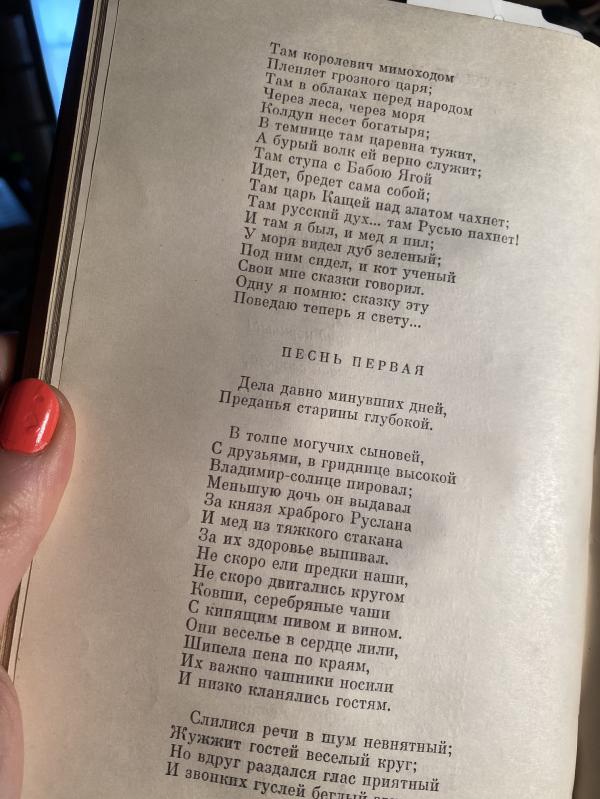 Там королевич мимоходом
Пленяет грозного царя;
Там в облаках перед народом
Через леса, через моря
Колдун несет богатыря;
В темнице там царевна тужит,
А бурый волк ей верно служит;
Там ступа с Бабою Ягой
Идет, бредет сама собой;
Там царь Кащей над златом чахнет;
Там русский дух... там Русью пахнет!
И там я был, и мед я пил;
У моря видел дуб зеленый;
Под ним сидел, и кот ученый
Свои мне сказки говорил.
Одну я помню: сказку эту
Поведаю теперь я свету...
ПЕСНЬ ПЕРВАЯ
Дела давно минувших дней,
Преданья старины глубокой.
В толпе могучих сыновей,
С друзьями, в гриднице высокой
Владимир-солнце пировал;
Меньшую дочь он выдавал
За князя храброго Руслана
И мед из тяжкого стакана
За их здоровье выпивал.
Не скоро ели предки наши,
Не скоро двигались кругом
Ковши, серебряные чаши
С кипящим пивом и вином.
Они веселье в сердце лили,
Шипела пена по краям,
Их важно чашники носили
И низко кланялись гостям.
Слилися речи в шум невнятный;
Жужжит гостей веселый круг;
Но вдруг раздался глас приятный
И звонких гуслей беглый